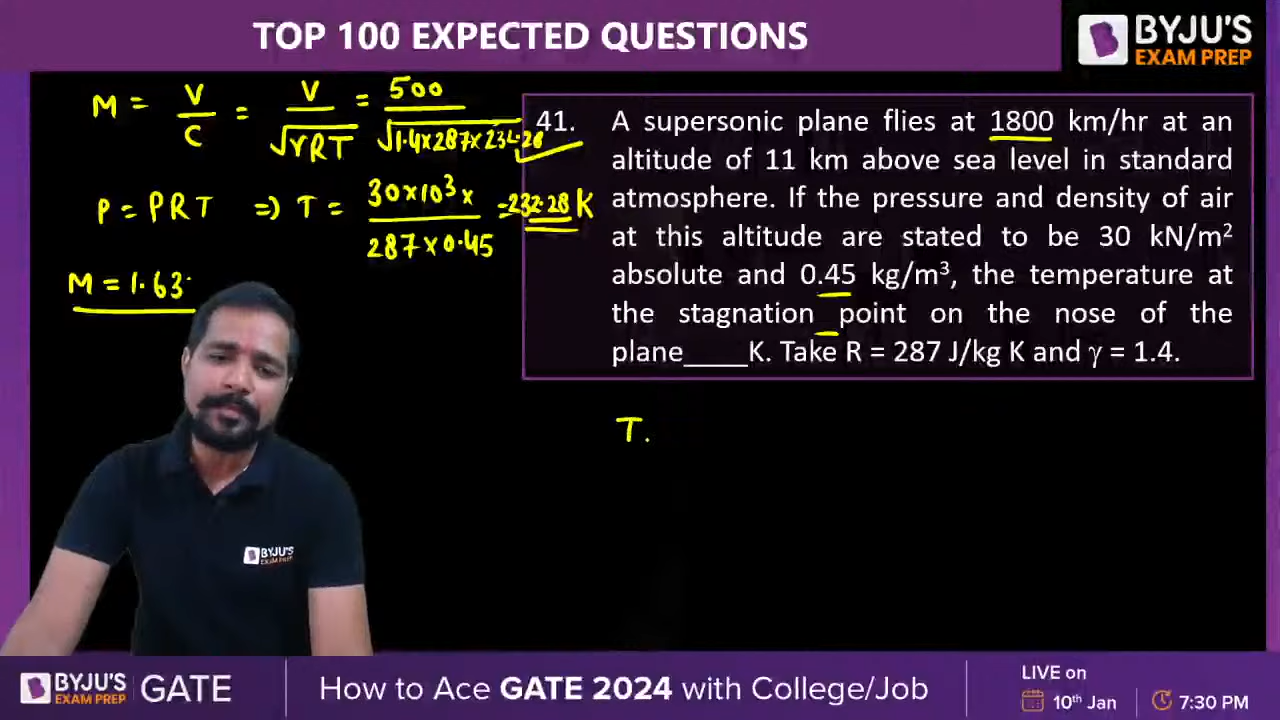 TOP 100 EXPECTED QUESTIONS
BYJU'S
EXAM PREP
M = V/C = V/√γRT = 500/√1.4×287×232.28
P = ρRT ⇒ T = 30×10³×/287×0.45 = 232.28 K
M = 1.63
41. A supersonic plane flies at 1800 km/hr at an
altitude of 11 km above sea level in standard
atmosphere. If the pressure and density of air
at this altitude are stated to be 30 kN/m²
absolute and 0.45 kg/m³, the temperature at
the stagnation point on the nose of the
plane____K. Take R = 287 J/kg K and γ = 1.4.
T.
BYJU'S
EXAM PREP
BYJU'S
EXAM PREP
GATE
How to Ace GATE 2024 with College/Job
LIVE on
10th Jan
7:30 PM